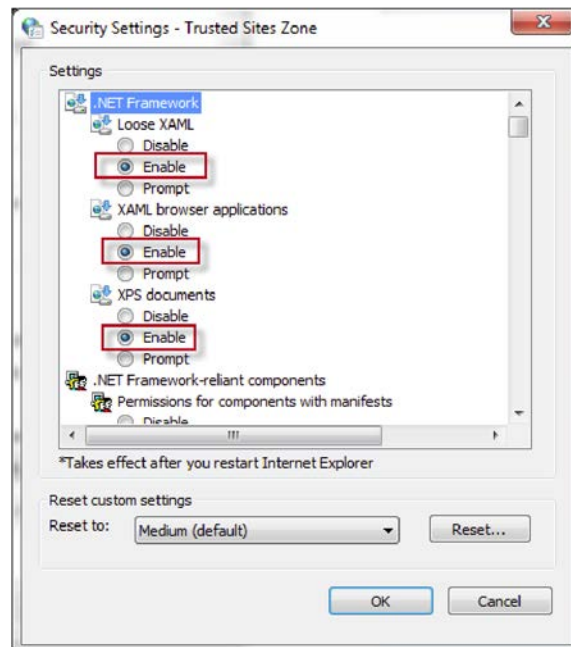 Security Settings - Trusted Sites Zone
Settings
.NET Framework
Loose XAML
Disable
Enable
Prompt
XAML browser applications
Disable
Enable
Prompt
XPS documents
Disable
Enable
Prompt
.NET Framework-reliant components
Permissions for components with manifests
Disable
*Takes effect after you restart Internet Explorer
Reset custom settings
Reset to: Medium (default) Reset...
OK Cancel